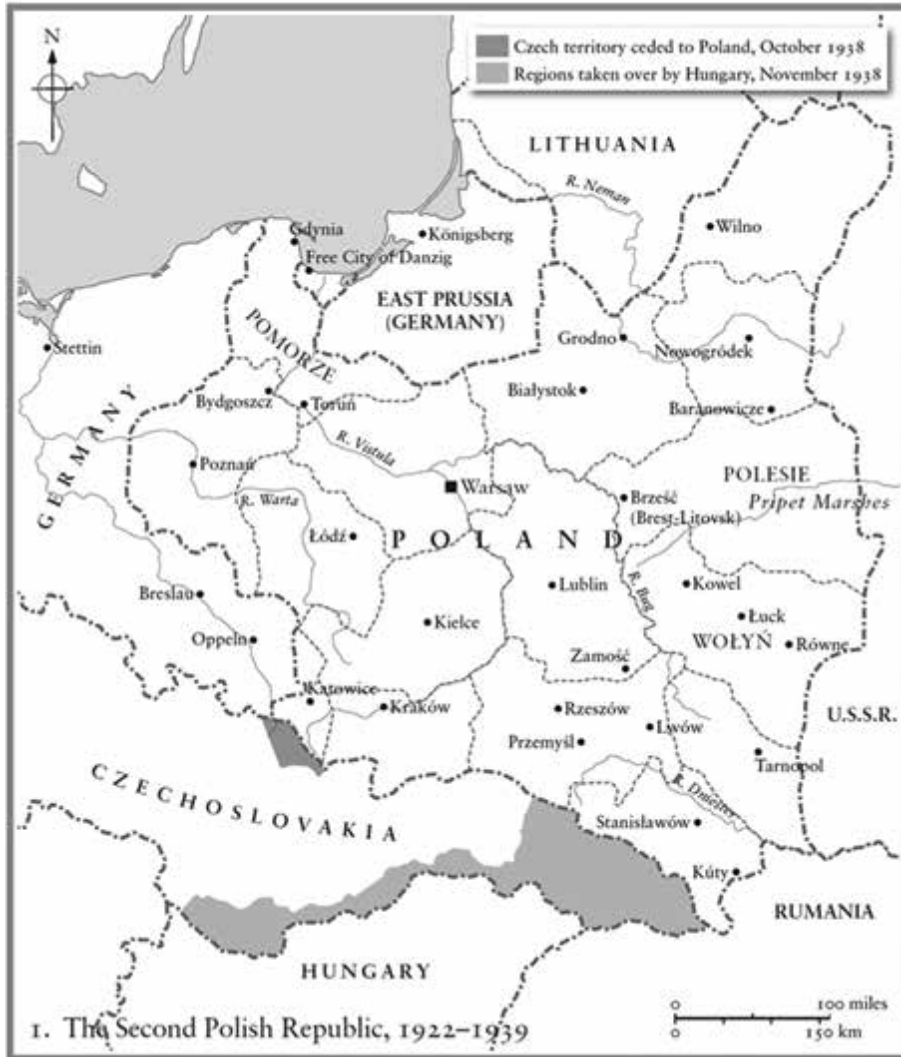 N
Czech territory ceded to Poland, October 1938
Regions taken over by Hungary, November 1938
LITHUANIA
R. Neman
Wilno
Gdynia
Königsberg
Free City of Danzig
EAST PRUSSIA
(GERMANY)
POMORZE
Stettin
Grodno
Nowogródek
Białystok
Bydgoszcz
Toruń
Baranowicze
GERMANY
R. Vistula
Poznań
POLESIE
Warsaw
R. Warta
Brześć
(Brest-Litovsk)
Pripet Marshes
Łódź
POLAND
Breslau
Lublin
R. Bug
Kowel
Łuck
Kielce
Oppeln
WOŁYŃ
Równe
Zamość
Katowice
Kraków
Rzeszów
Lwów
U.S.S.R.
Przemyśl
Tarnopol
CZECHOSLOVAKIA
R. Dniester
Stanisławów
Kúty
RUMANIA
HUNGARY
1. The Second Polish Republic, 1922–1939
0 100 miles
0 150 km